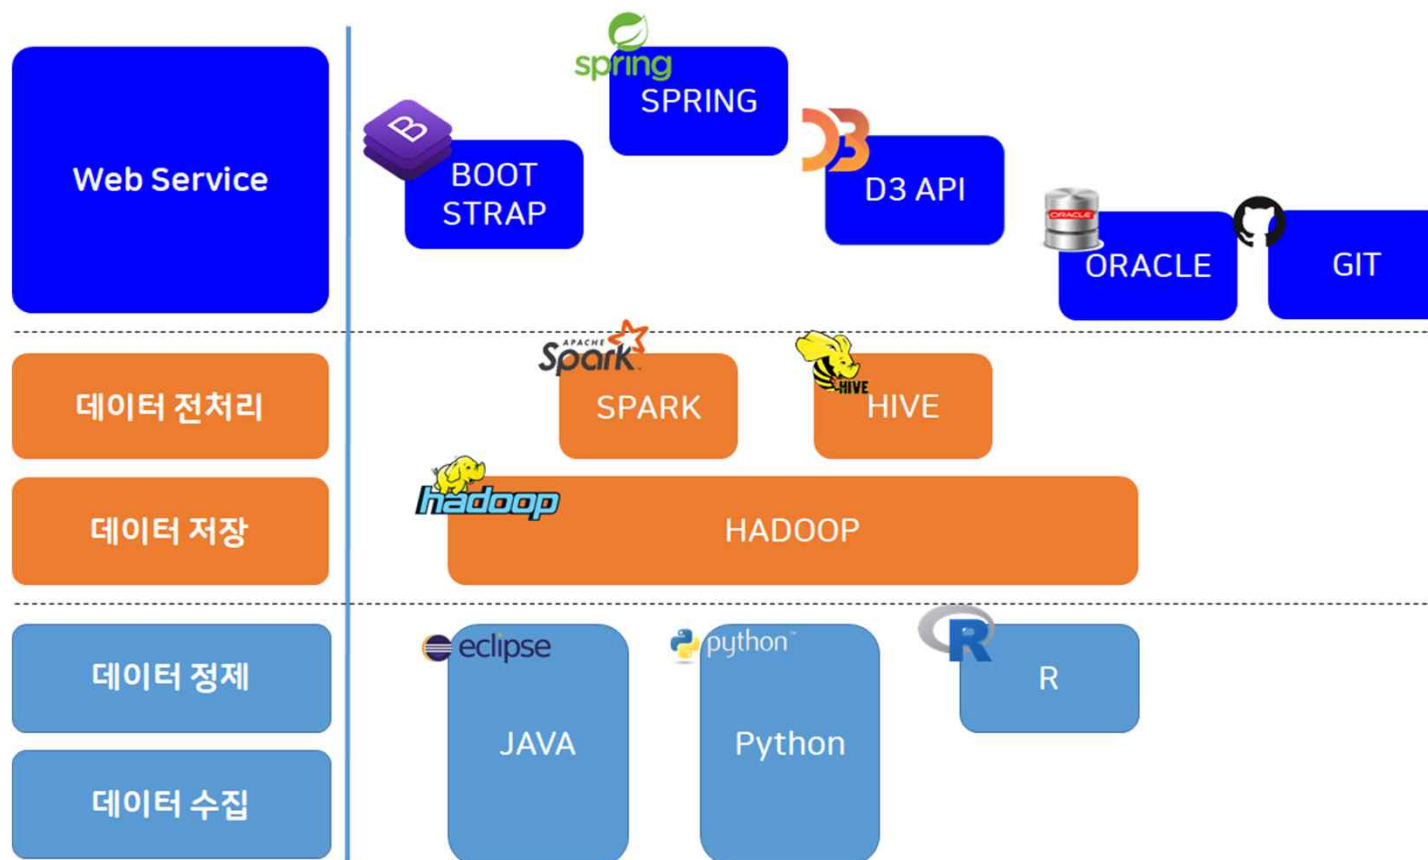 Web Service
B
BOOT
STRAP
spring
SPRING
D3
D3 API
ORACLE
ORACLE
GIT
데이터 전처리
APACHE
Spark
SPARK
HIVE
HIVE
데이터 저장
hadoop
HADOOP
데이터 정제
eclipse
JAVA
python™
Python
R
R
데이터 수집